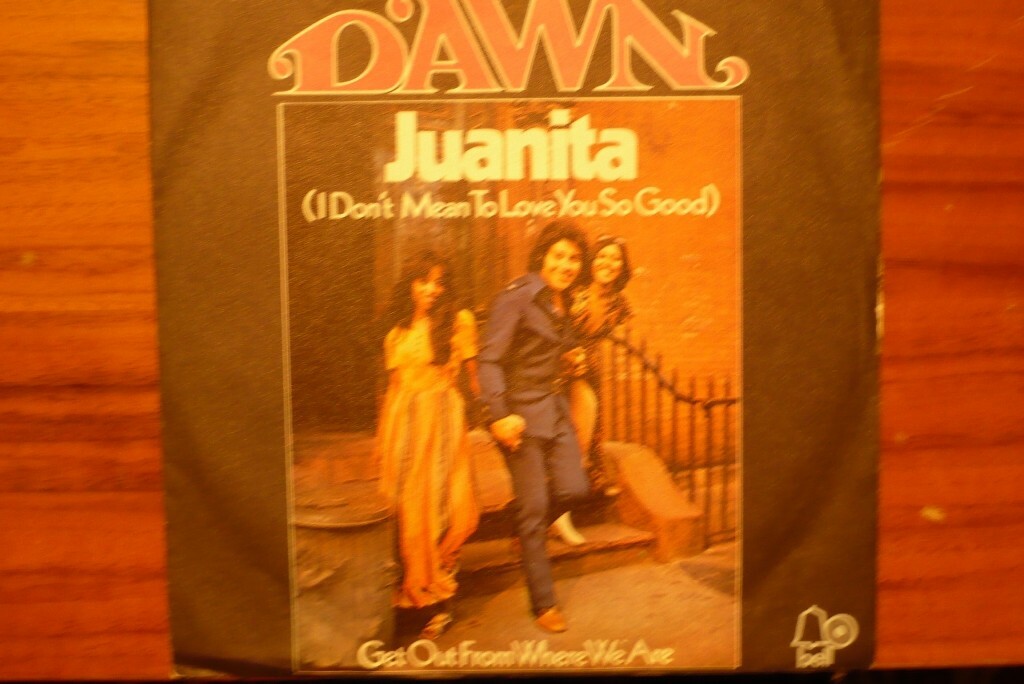 DAWN
Juanita
(I Don't Mean To Love You So Good)
Get Out From Where We Are
bell